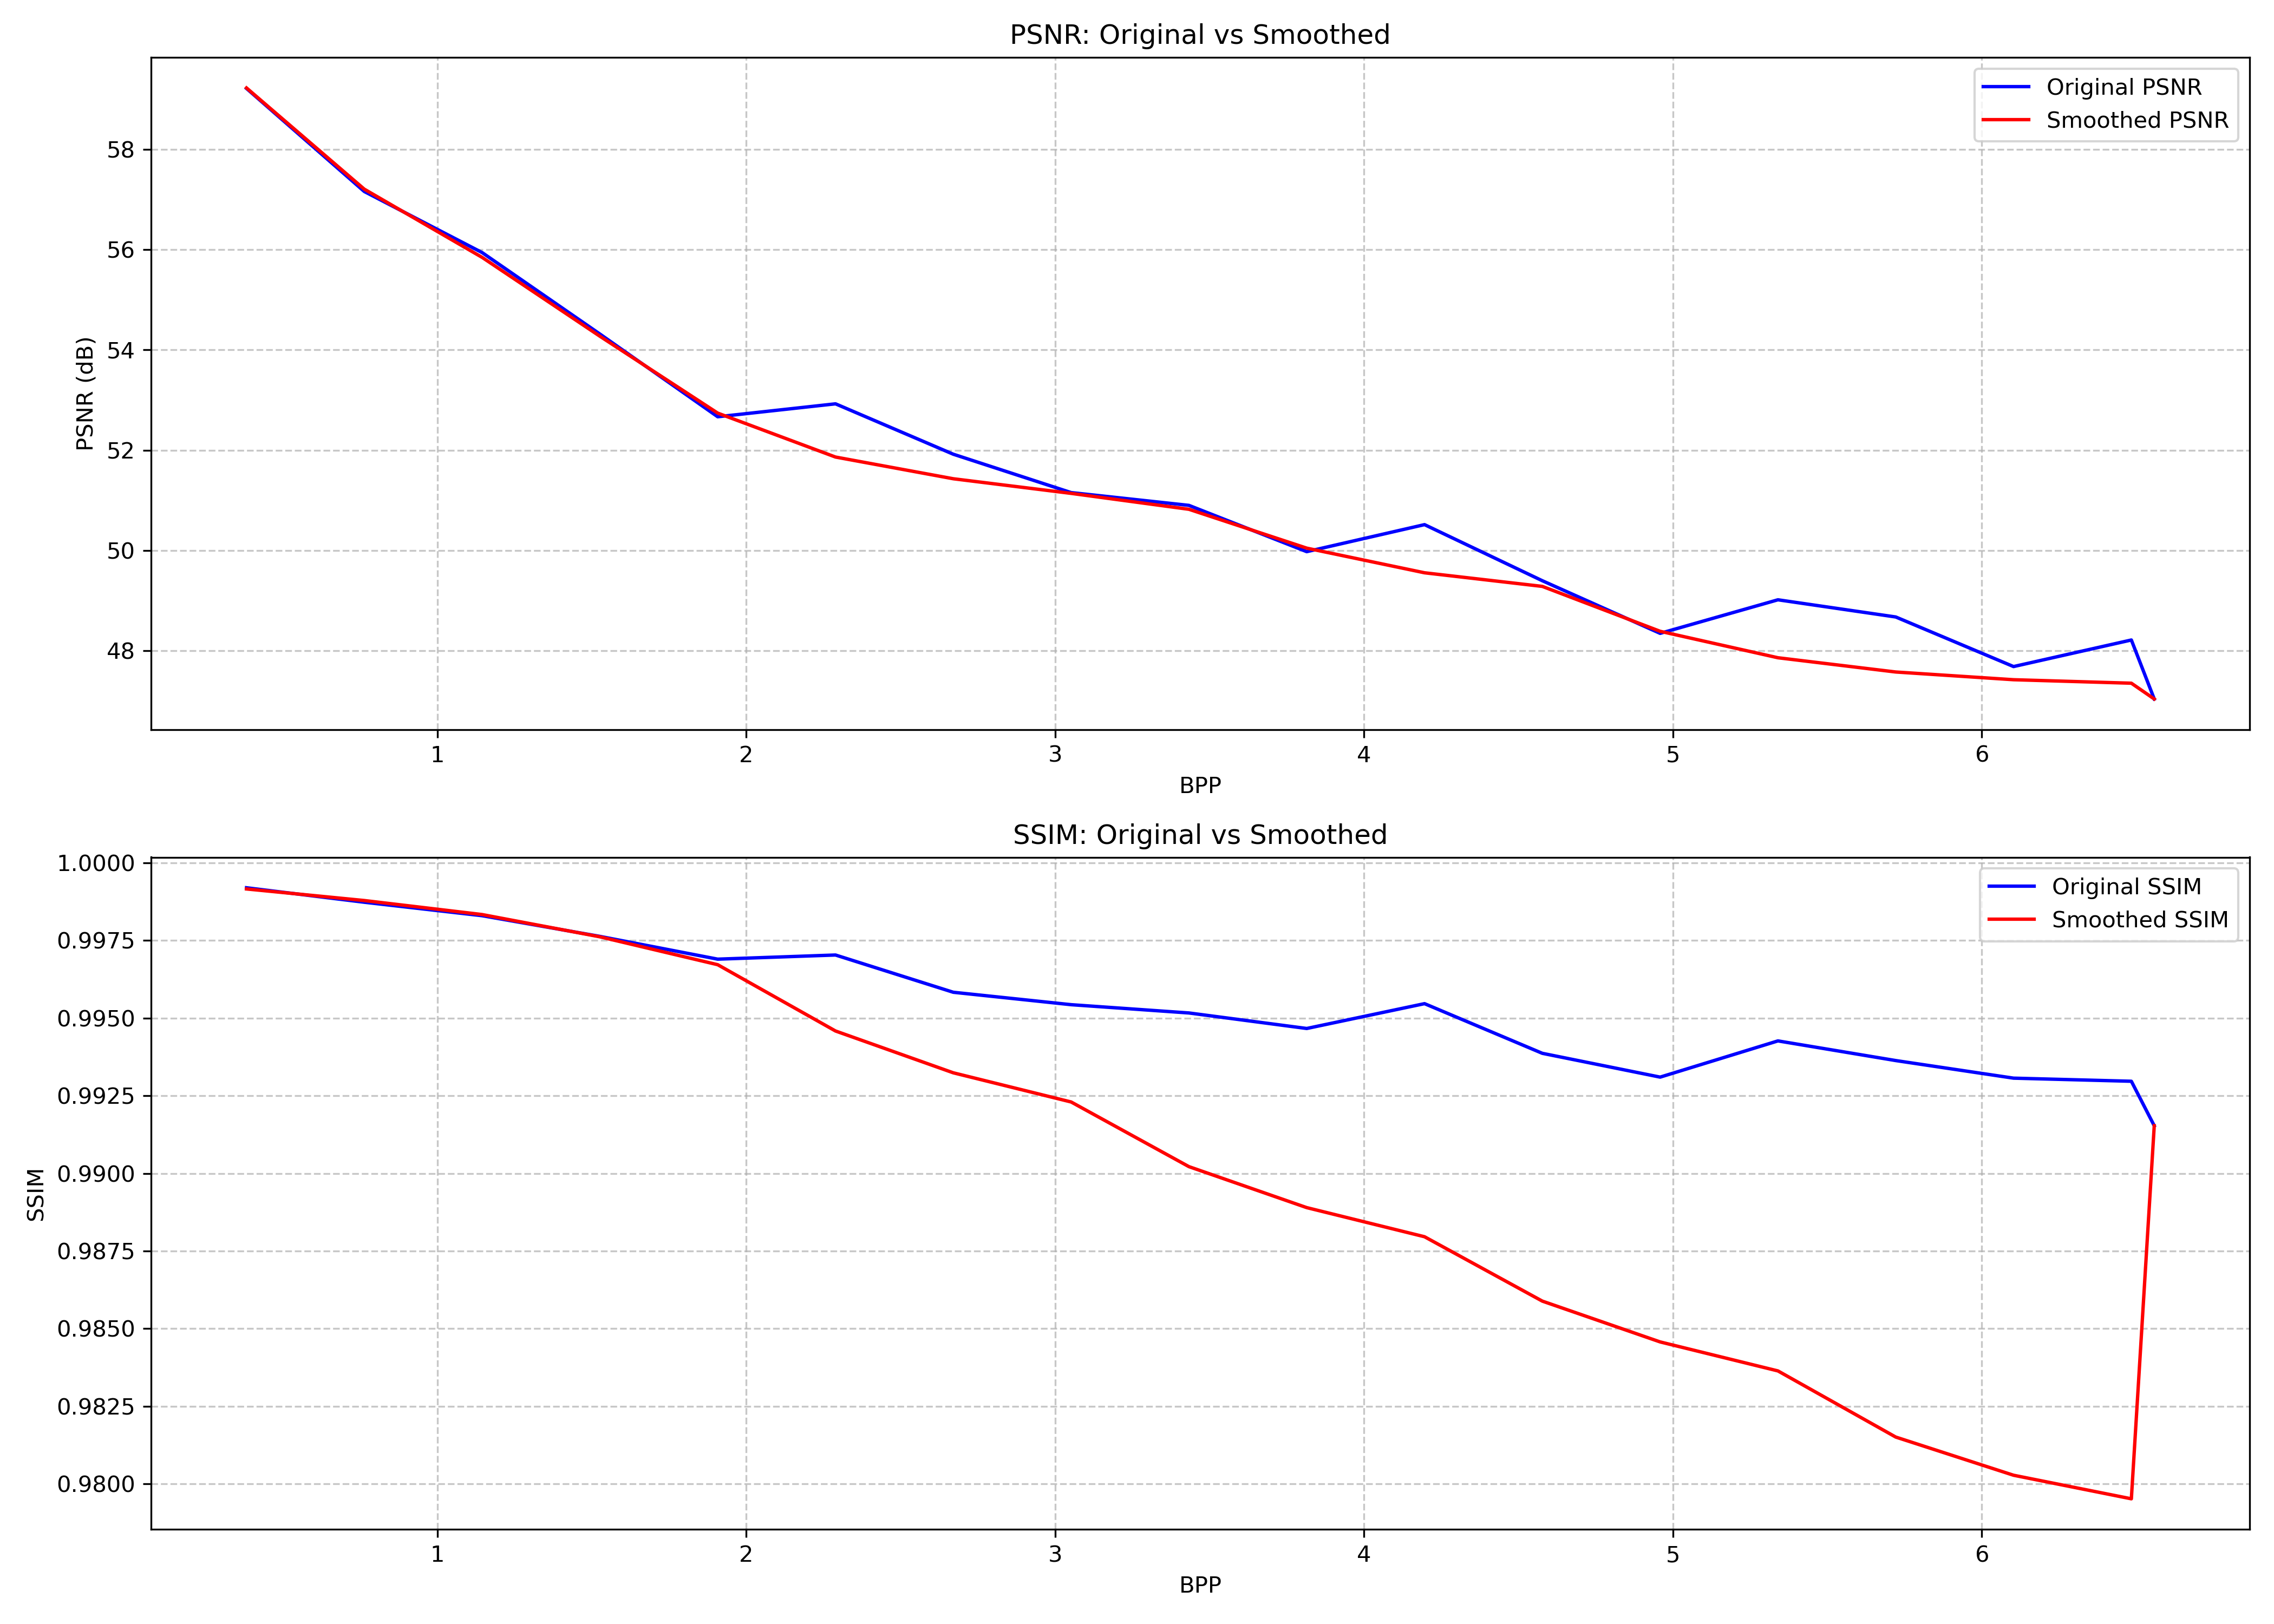 PSNR: Original vs Smoothed
Original PSNR
Smoothed PSNR
PSNR (dB)
58
56
54
52
50
48
1 2 3 4 5 6
BPP
SSIM: Original vs Smoothed
Original SSIM
Smoothed SSIM
SSIM
1.0000
0.9975
0.9950
0.9925
0.9900
0.9875
0.9850
0.9825
0.9800
1 2 3 4 5 6
BPP